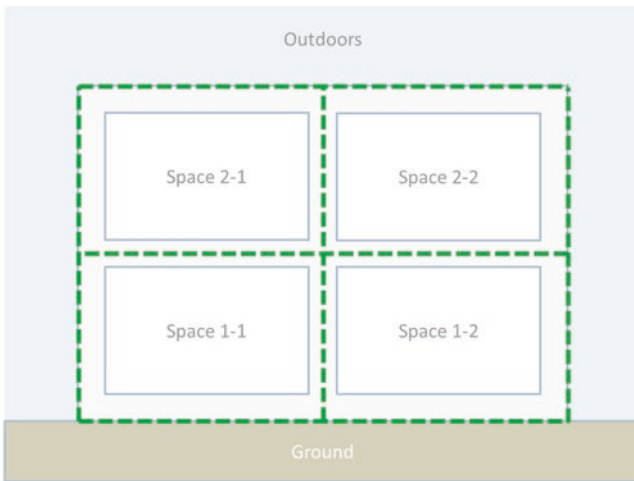 Outdoors
Space 2-1
Space 2-2
Space 1-1
Space 1-2
Ground